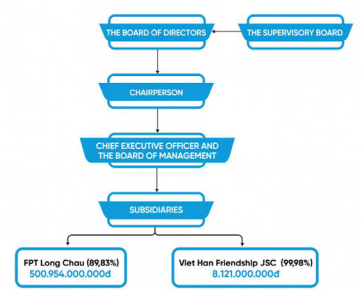 THE BOARD OF DIRECTORS
THE SUPERVISORY BOARD
CHAIRPERSON
CHIEF EXECUTIVE OFFICER AND
THE BOARD OF MANAGEMENT
SUBSIDIARIES
FPT Long Chau (89,83%)
500.954.000.000đ
Viet Han Friendship JSC (99,98%)
8.121.000.000đ